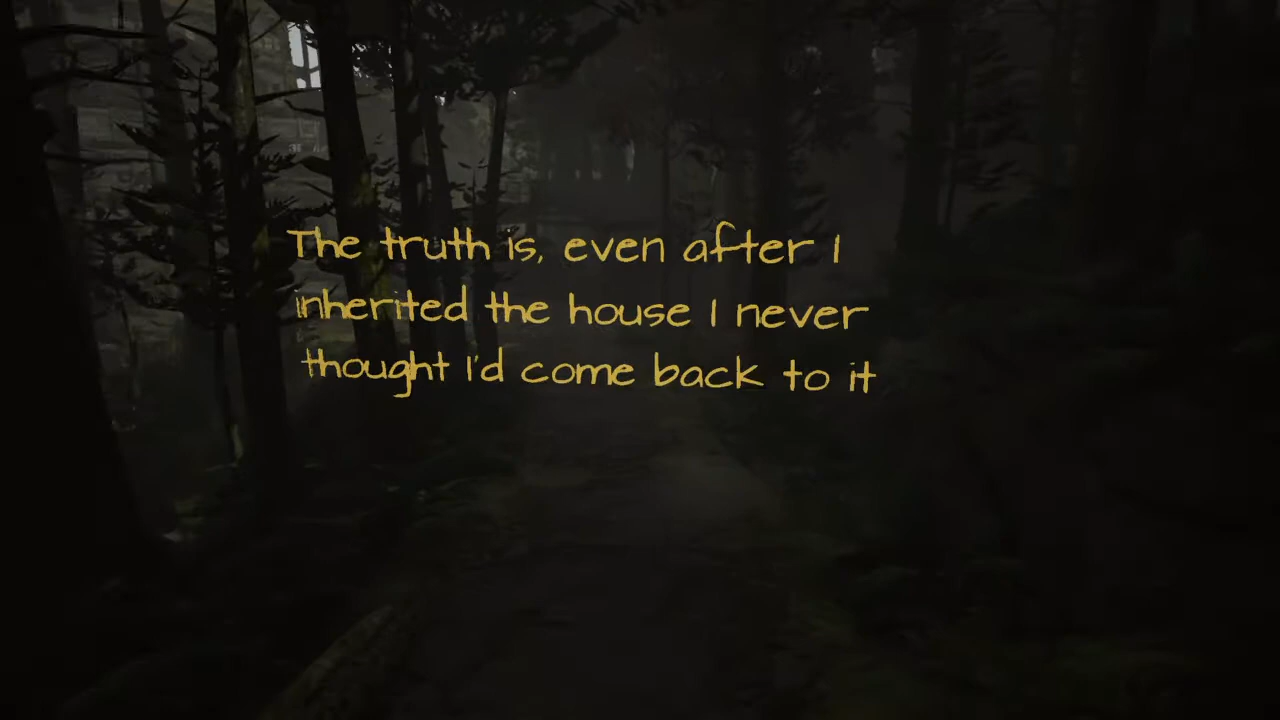 The truth is, even after I
inherited the house I never
thought I'd come back to it